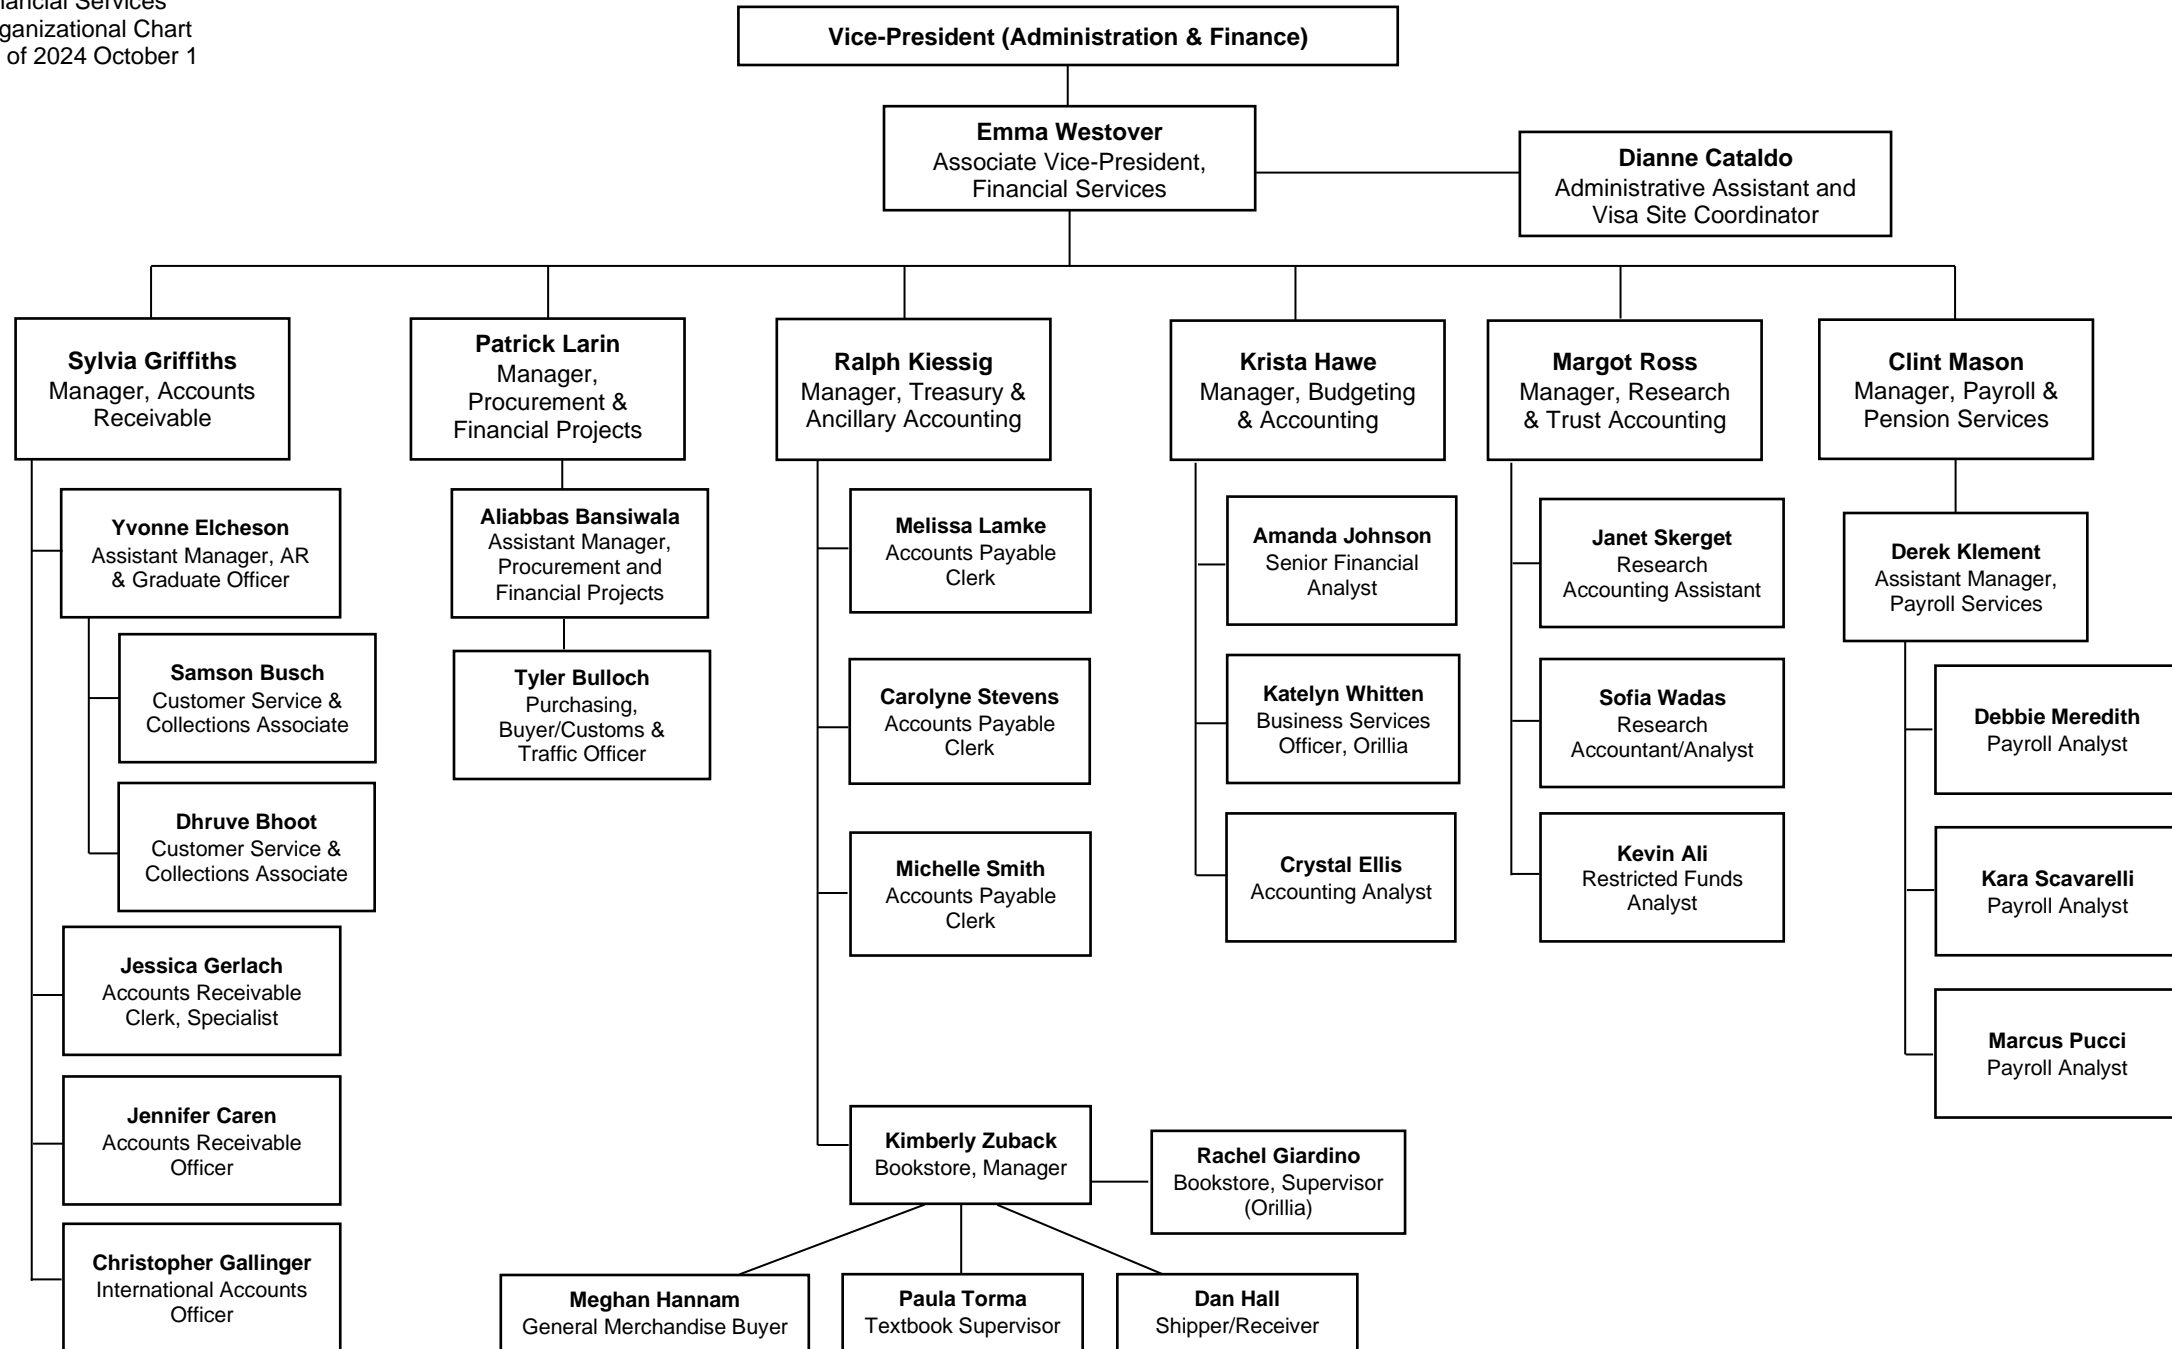 of 2024 October 1
Vice-President (Administration & Finance)
Emma Westover
Associate Vice-President,
Financial Services
Dianne Cataldo
Administrative Assistant and
Visa Site Coordinator
Sylvia Griffiths
Manager, Accounts
Receivable
Patrick Larin
Manager,
Procurement &
Financial Projects
Ralph Kiessig
Manager, Treasury &
Ancillary Accounting
Krista Hawe
Manager, Budgeting
& Accounting
Margot Ross
Manager, Research
& Trust Accounting
Clint Mason
Manager, Payroll &
Pension Services
Yvonne Elcheson
Assistant Manager, AR
& Graduate Officer
Samson Busch
Customer Service &
Collections Associate
Dhruve Bhoot
Customer Service &
Collections Associate
Jessica Gerlach
Accounts Receivable
Clerk, Specialist
Jennifer Caren
Accounts Receivable
Officer
Christopher Gallinger
International Accounts
Officer
Aliabbas Bansiwala
Assistant Manager,
Procurement and
Financial Projects
Tyler Bulloch
Purchasing,
Buyer/Customs &
Traffic Officer
Melissa Lamke
Accounts Payable
Clerk
Carolyne Stevens
Accounts Payable
Clerk
Michelle Smith
Accounts Payable
Clerk
Kimberly Zuback
Bookstore, Manager
Rachel Giardino
Bookstore, Supervisor
(Orillia)
Meghan Hannam
General Merchandise Buyer
Paula Torma
Textbook Supervisor
Dan Hall
Shipper/Receiver
Amanda Johnson
Senior Financial
Analyst
Katelyn Whitten
Business Services
Officer, Orillia
Crystal Ellis
Accounting Analyst
Janet Skerget
Research
Accounting Assistant
Sofia Wadas
Research
Accountant/Analyst
Kevin Ali
Restricted Funds
Analyst
Derek Klement
Assistant Manager,
Payroll Services
Debbie Meredith
Payroll Analyst
Kara Scavarelli
Payroll Analyst
Marcus Pucci
Payroll Analyst